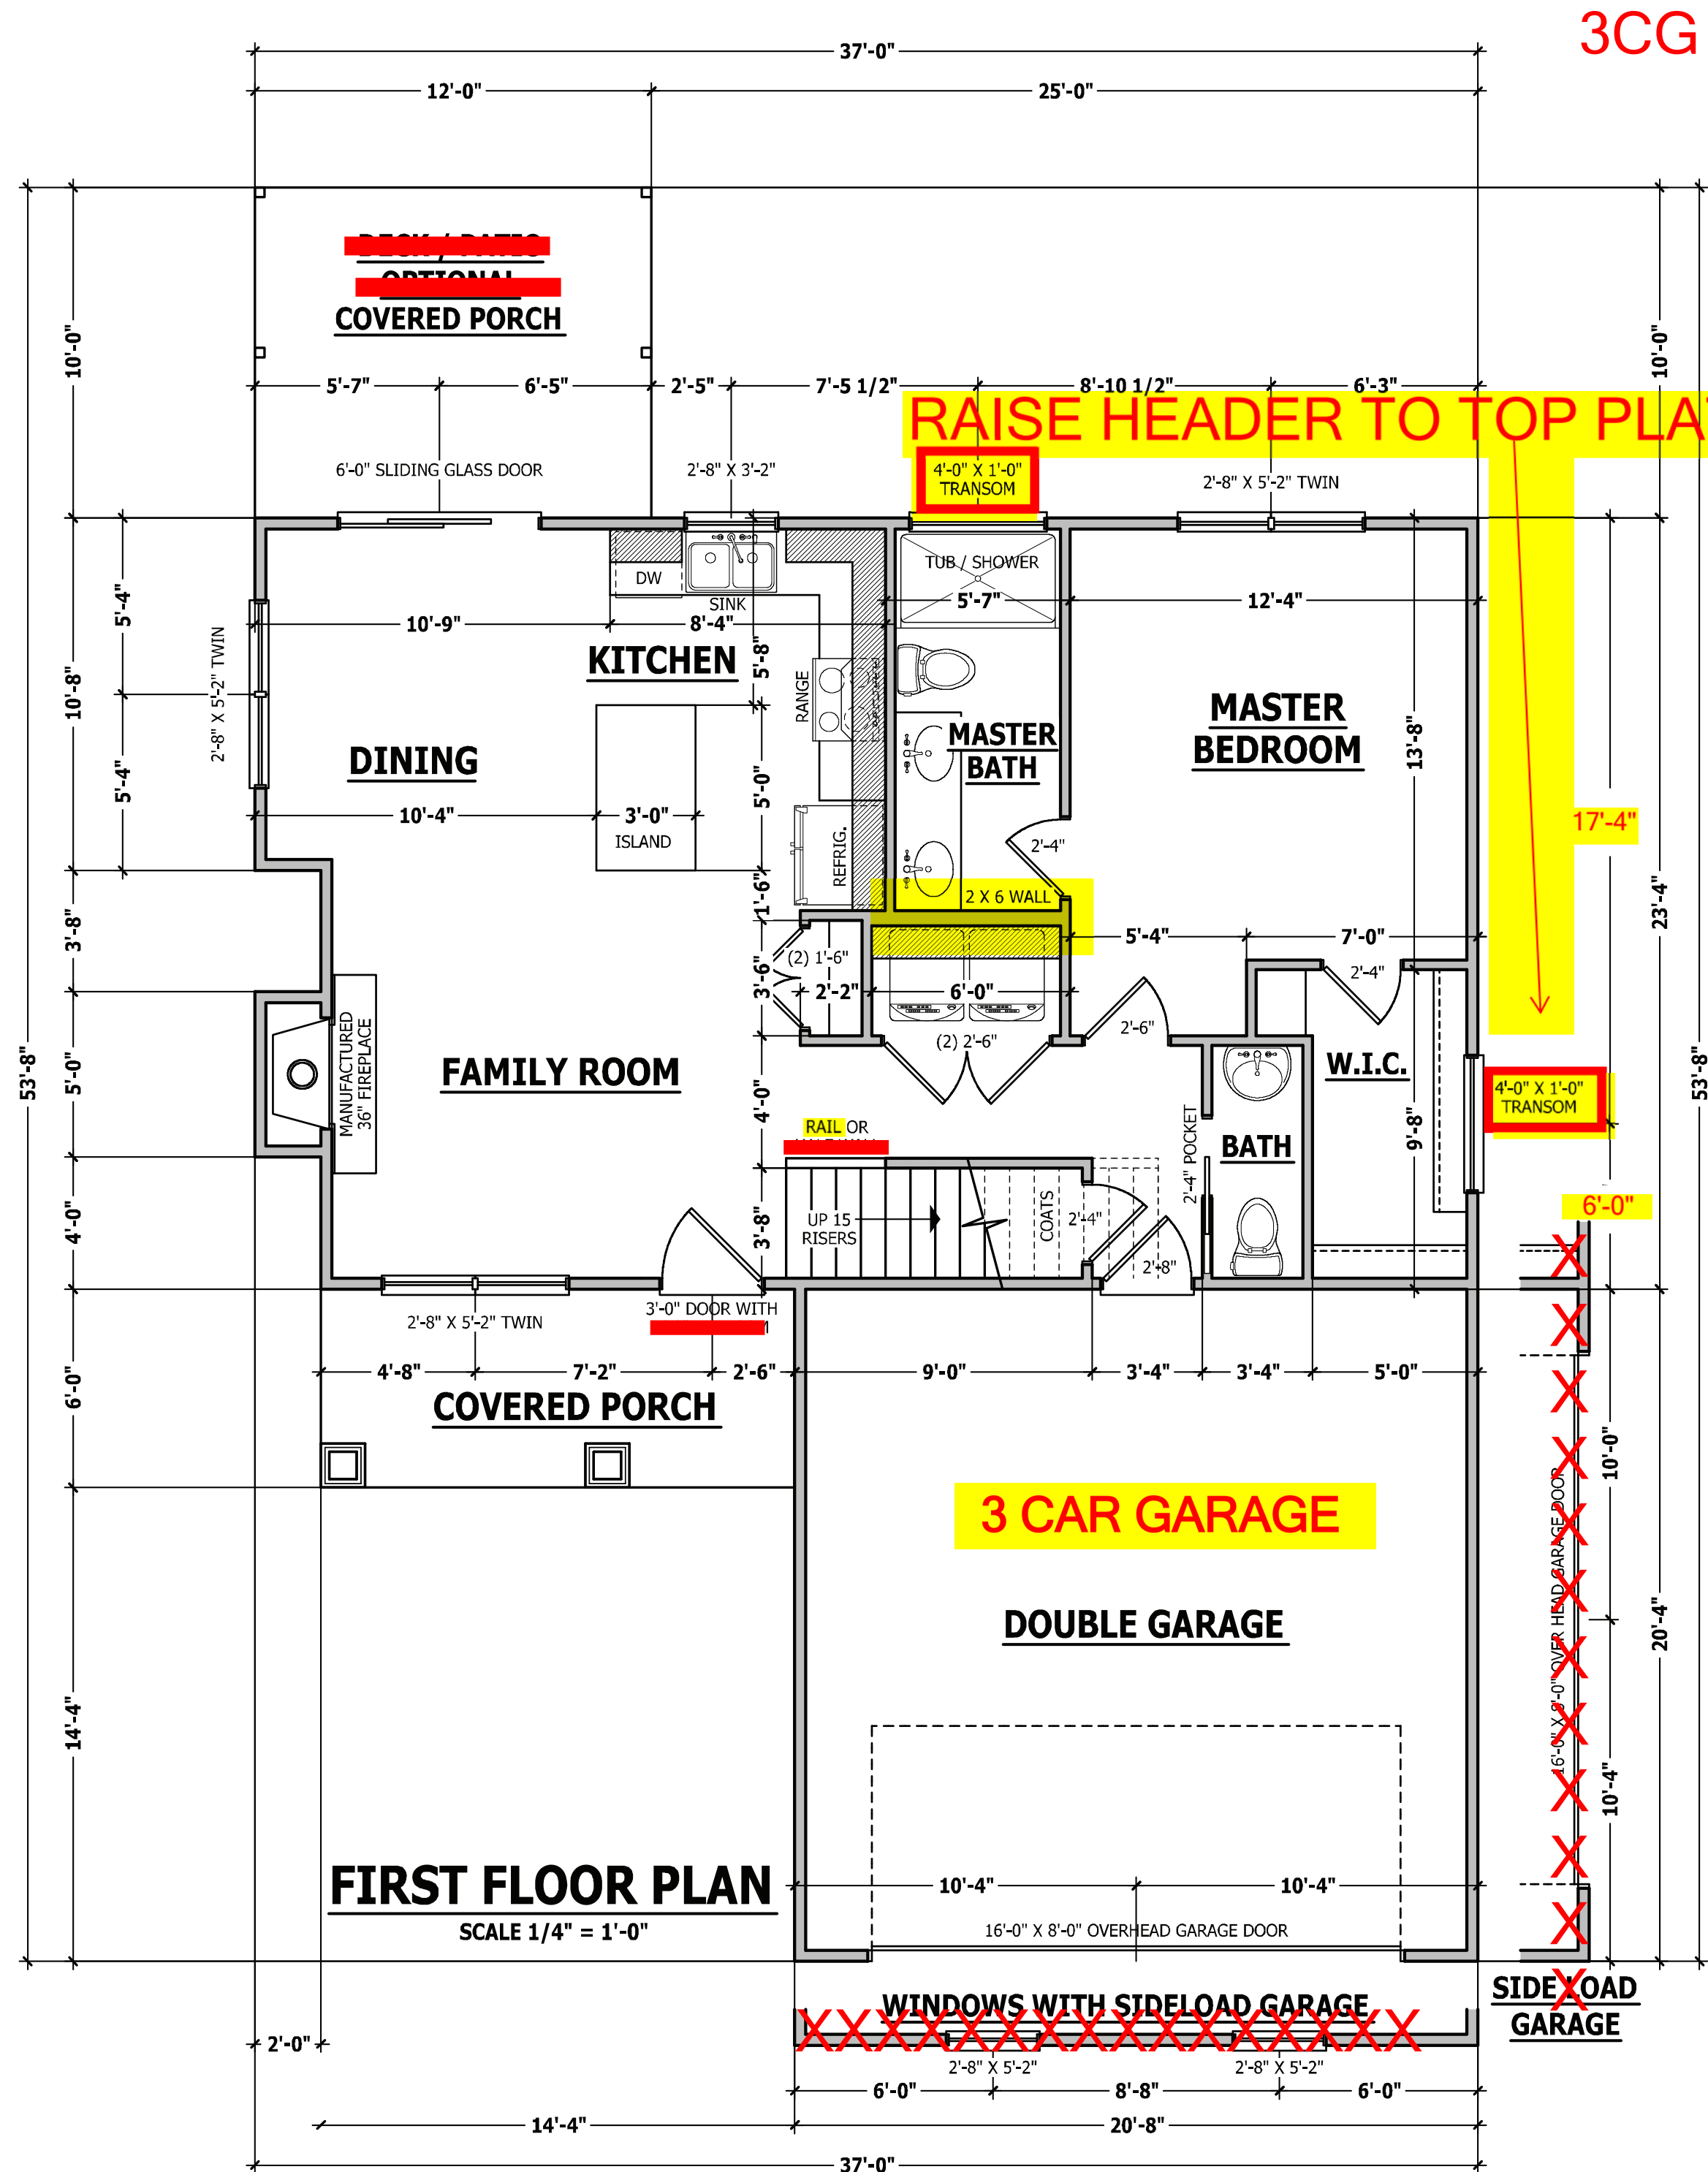 3CG
37'-0"
12'-0"
25'-0"
COVERED PORCH
10'-0"
10'-0"
5'-7"
6'-5"
2'-5"
7'-5 1/2"
8'-10 1/2"
6'-3"
RAISE HEADER TO TOP
6'-0" SLIDING GLASS DOOR
2'-8" X 3'-2"
4'-0" X 1'-0"
TRANSOM
2'-8" X 5'-2" TWIN
DW
SINK
TUB / SHOWER
5'-4"
10'-9"
8'-4"
5'-7"
12'-4"
2'-8" X 5'-2" TWIN
10'-8"
KITCHEN
5'-8"
RANGE
MASTER
BATH
MASTER
BEDROOM
13'-8"
DINING
5'-4"
10'-4"
3'-0"
ISLAND
5'-0"
REFRIG.
2'-4"
17'-4"
23'-4"
3'-8"
1'-6"
2 X 6 WALL
5'-4"
7'-0"
(2) 1'-6"
3'-6"
2'-2"
6'-0"
2'-4"
2'-6"
(2) 2'-6"
53'-8"
5'-0"
MANUFACTURED
36" FIREPLACE
FAMILY ROOM
4'-0"
W.I.C.
4'-0" X 1'-0"
TRANSOM
53'-8"
RAIL OR
2'-4" POCKET
BATH
9'-8"
4'-0"
3'-8"
UP 15
RISERS
COATS
2'-4"
2'-8"
6'-0"
2'-8" X 5'-2" TWIN
3'-0" DOOR WITH
6'-0"
4'-8"
7'-2"
2'-6"
9'-0"
3'-4"
3'-4"
5'-0"
COVERED PORCH
10'-0"
3 CAR GARAGE
DOUBLE GARAGE
16'-0" X 8'-0" OVER HEAD GARAGE DOOR
20'-4"
14'-4"
10'-4"
FIRST FLOOR PLAN
SCALE 1/4" = 1'-0"
10'-4"
10'-4"
16'-0" X 8'-0" OVERHEAD GARAGE DOOR
X X X X X X X X X X X
WINDOWS WITH SIDELOAD GARAGE
XXXXXXXXXXXXXXXX
SIDE LOAD
GARAGE
X
2'-0"
2'-8" X 5'-2"
2'-8" X 5'-2"
6'-0"
8'-8"
6'-0"
14'-4"
20'-8"
37'-0"